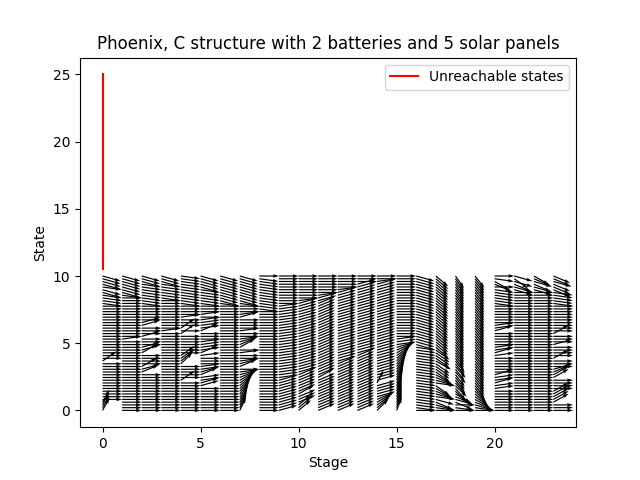 Phoenix, C structure with 2 batteries and 5 solar panels
Unreachable states
25
20
15
10
5
0
State
0 5 10 15 20
Stage